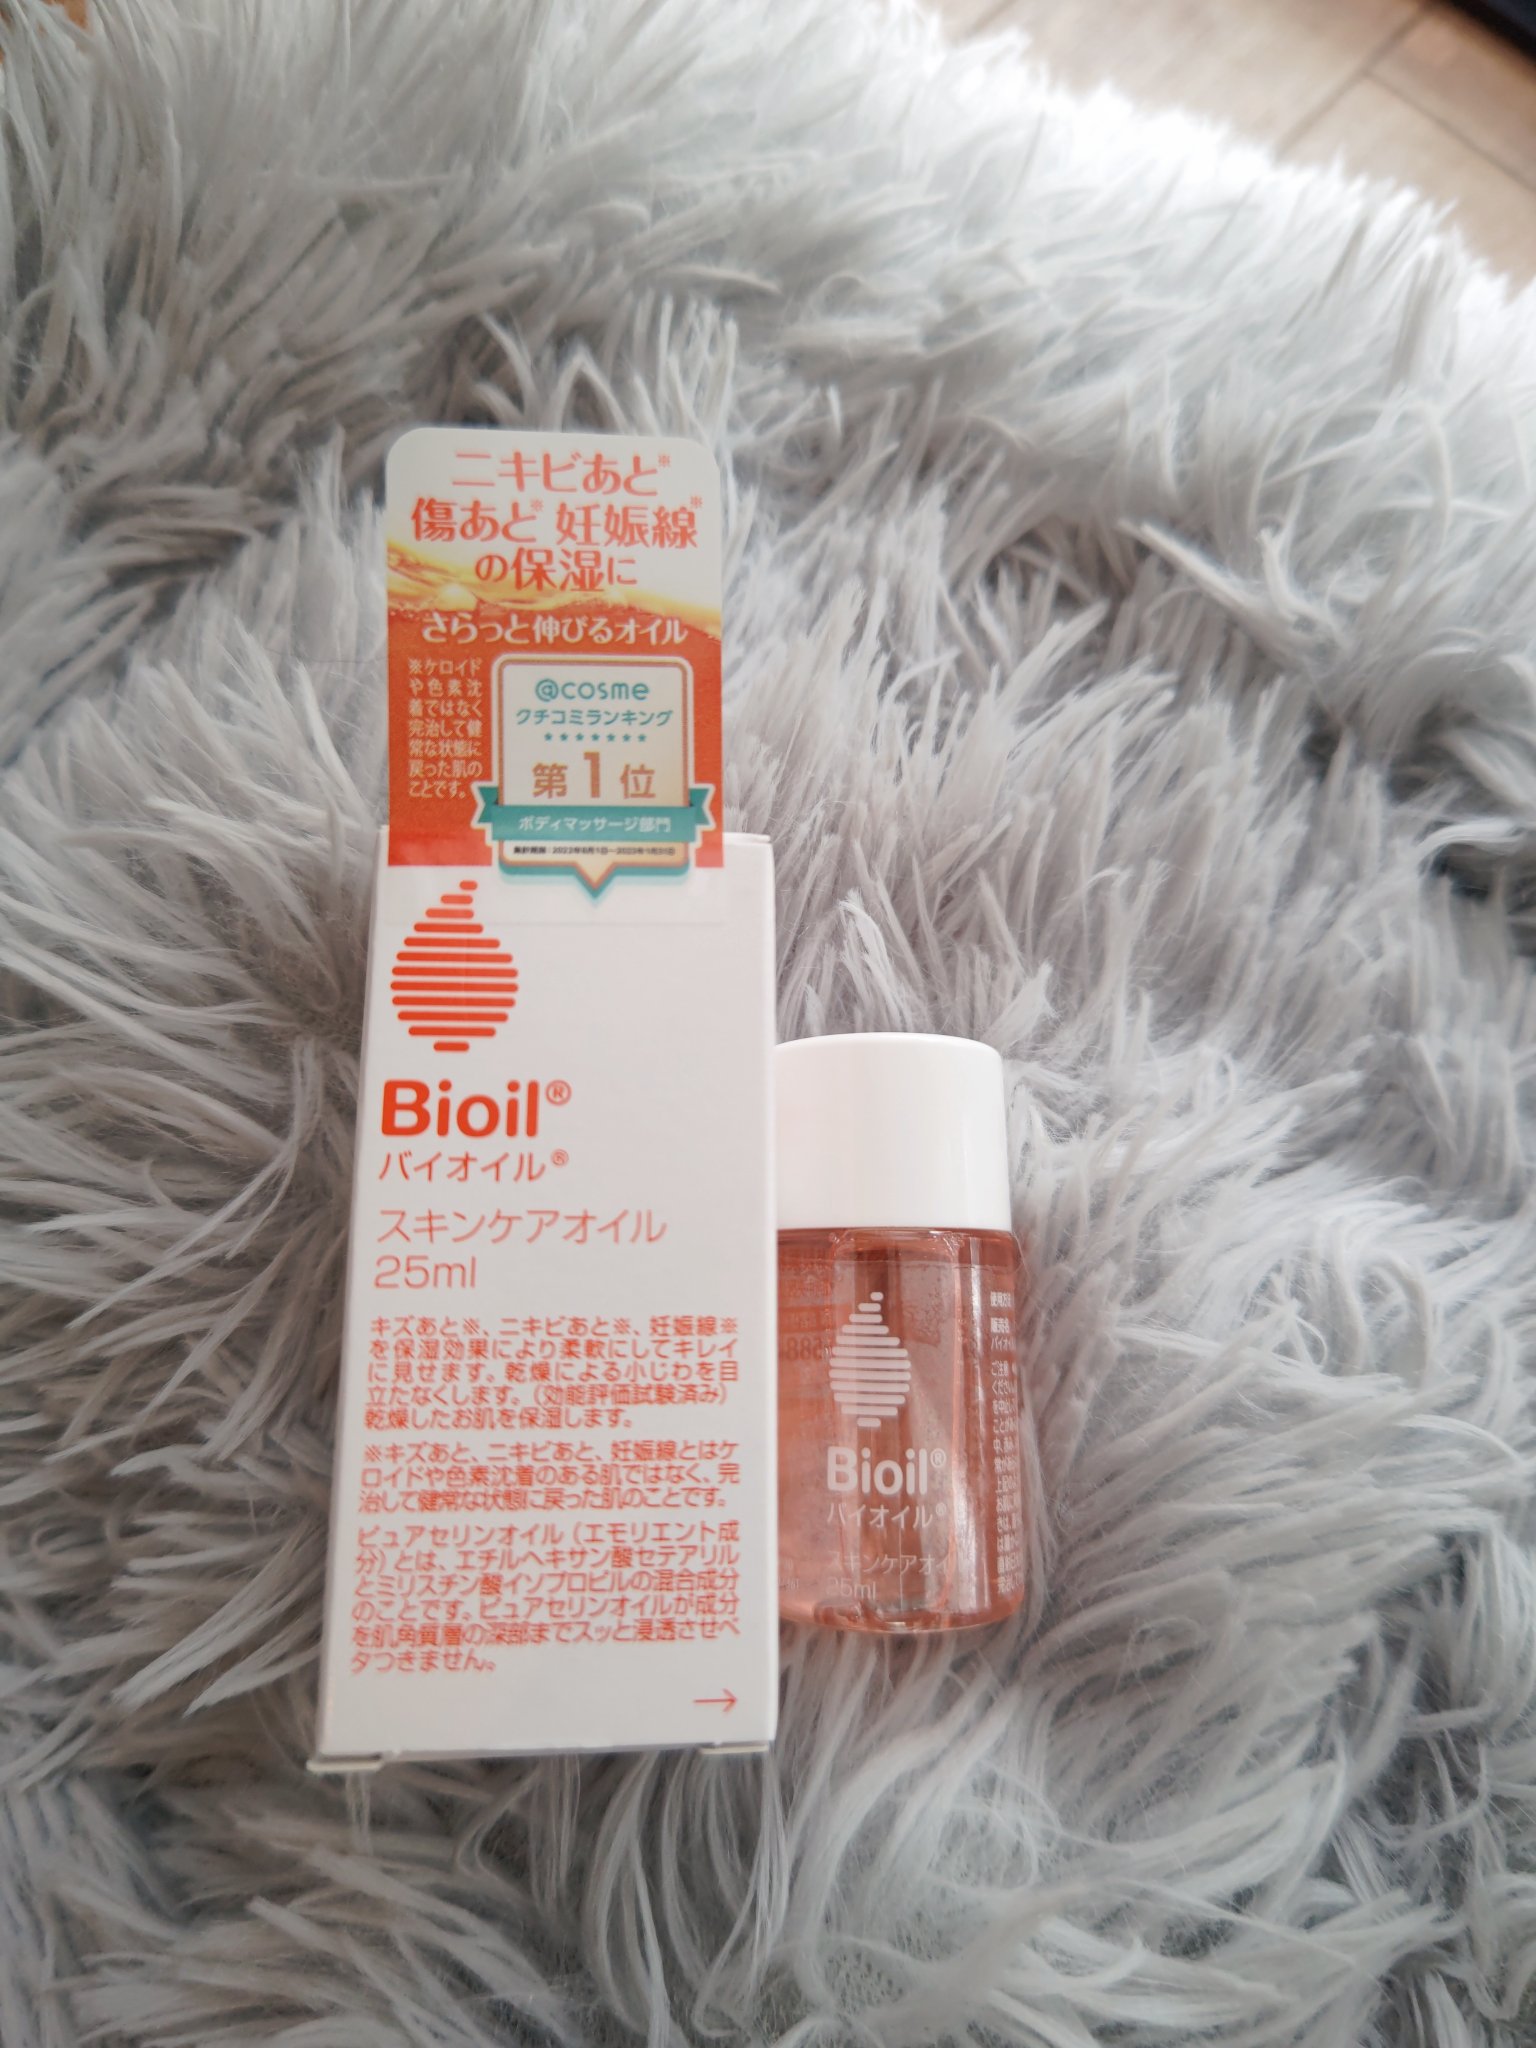 ニキビあと※
傷あと※ 妊娠線※
の保湿に
さらっと伸びるオイル
※ケロイド
や色素沈
着ではなく
完治して健
常な状態に
戻った肌の
ことです。
@cosme
クチコミランキング
★★★★★★★
第1位
ボディマッサージ部門
Bioil®
バイオイル®
スキンケアオイル
25ml
キズあと※、ニキビあと※、妊娠線※
を保湿効果により柔軟にしてキレイ
に見せます。乾燥による小じわを目
立たなくします。(効能評価試験済み)
乾燥したお肌を保湿します。
※キズあと、ニキビあと、妊娠線とはケ
ロイドや色素沈着のある肌ではなく、完
治して健常な状態に戻った肌のことです。
ピュアセリンオイル(エモリエント成
分)とは、エチルヘキサン酸セテアリル
とミリスチン酸イソプロピルの混合成分
のことです。ピュアセリンオイルが成分
を肌角質層の深部までスッと浸透させベ
タつきません。
→
Bioil®
バイオイル®
スキンケアオイ
25ml